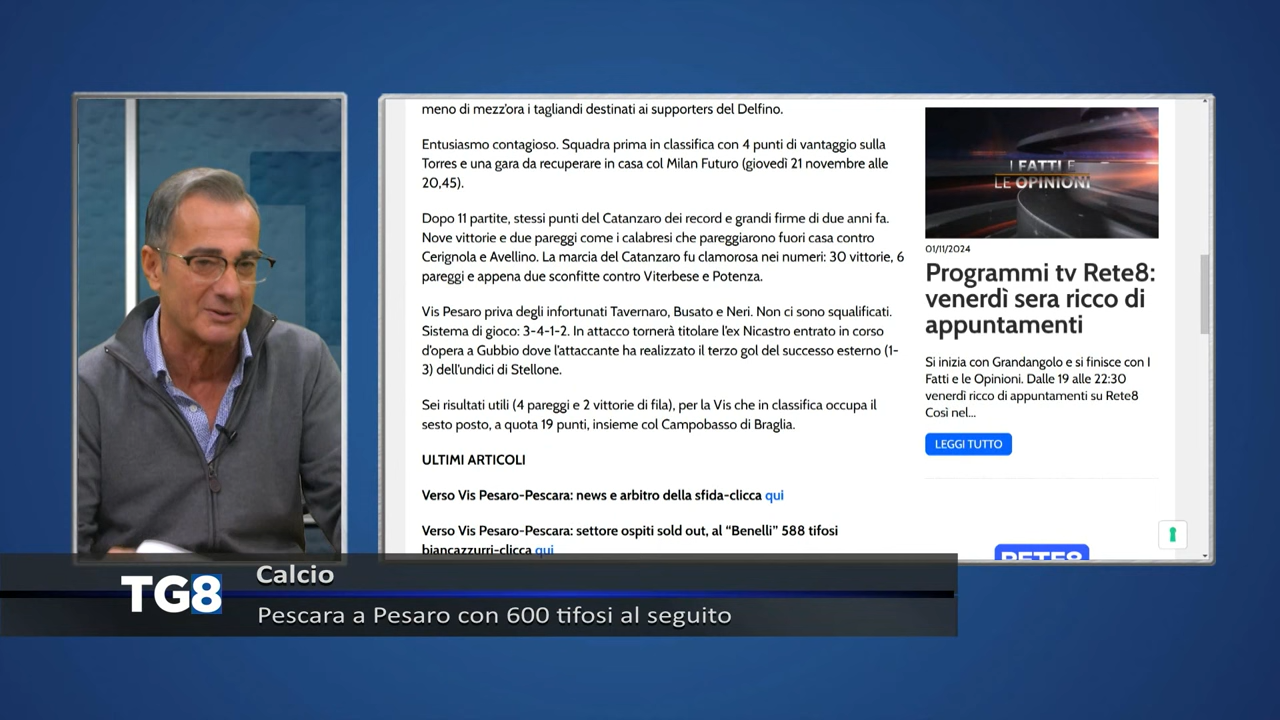 meno di mezz'ora i tagliandi destinati ai supporters del Delfino.
Entusiasmo contagioso. Squadra prima in classifica con 4 punti di vantaggio sulla
Torres e una gara da recuperare in casa col Milan Futuro (giovedì 21 novembre alle
20,45).
Dopo 11 partite, stessi punti del Catanzaro dei record e grandi firme di due anni fa.
Nove vittorie e due pareggi come i calabresi che pareggiarono fuori casa contro
Cerignola e Avellino. La marcia del Catanzaro fu clamorosa nei numeri: 30 vittorie, 6
pareggi e appena due sconfitte contro Viterbese e Potenza.
Vis Pesaro priva degli infortunati Tavernaro, Busato e Neri. Non ci sono squalificati.
Sistema di gioco: 3-4-1-2. In attacco tornerà titolare l'ex Nicastro entrato in corso
d'opera a Gubbio dove l'attaccante ha realizzato il terzo gol del successo esterno (1-
3) dell'undici di Stellone.
Sei risultati utili (4 pareggi e 2 vittorie di fila), per la Vis che in classifica occupa il
sesto posto, a quota 19 punti, insieme col Campobasso di Braglia.
ULTIMI ARTICOLI
Verso Vis Pesaro-Pescara: news e arbitro della sfida-clicca qui
Verso Vis Pesaro-Pescara: settore ospiti sold out, al “Benelli” 588 tifosi
biancazzurri-clicca qui
I FATTI E
LE OPINIONI
01/11/2024
Programmi tv Rete8:
venerdì sera ricco di
appuntamenti
Si inizia con Grandangolo e si finisce con I
Fatti e le Opinioni. Dalle 19 alle 22:30
venerdì ricco di appuntamenti su Rete8
Così nel...
LEGGI TUTTO
RETE8
TG8
Calcio
Pescara a Pesaro con 600 tifosi al seguito